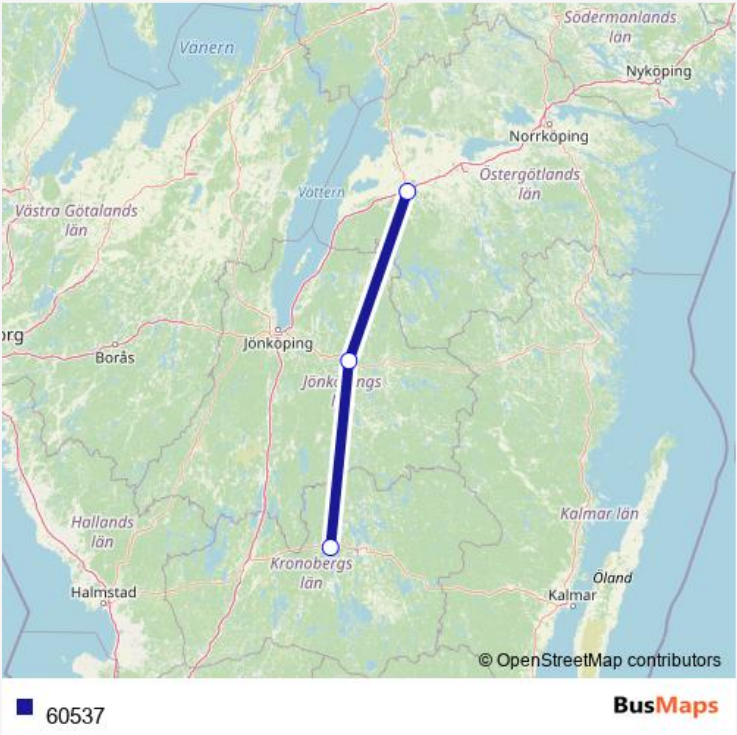 Södermanlands
län
Vänern
Nyköping
Norrköping
Östergötlands
län
Vättern
Västra Götalands
län
org
Jönköping
Borås
Kalmar län
Hallands
län
Kronobergs
län
Öland
Halmstad
Kalmar
© OpenStreetMap contributors
60537
BusMaps